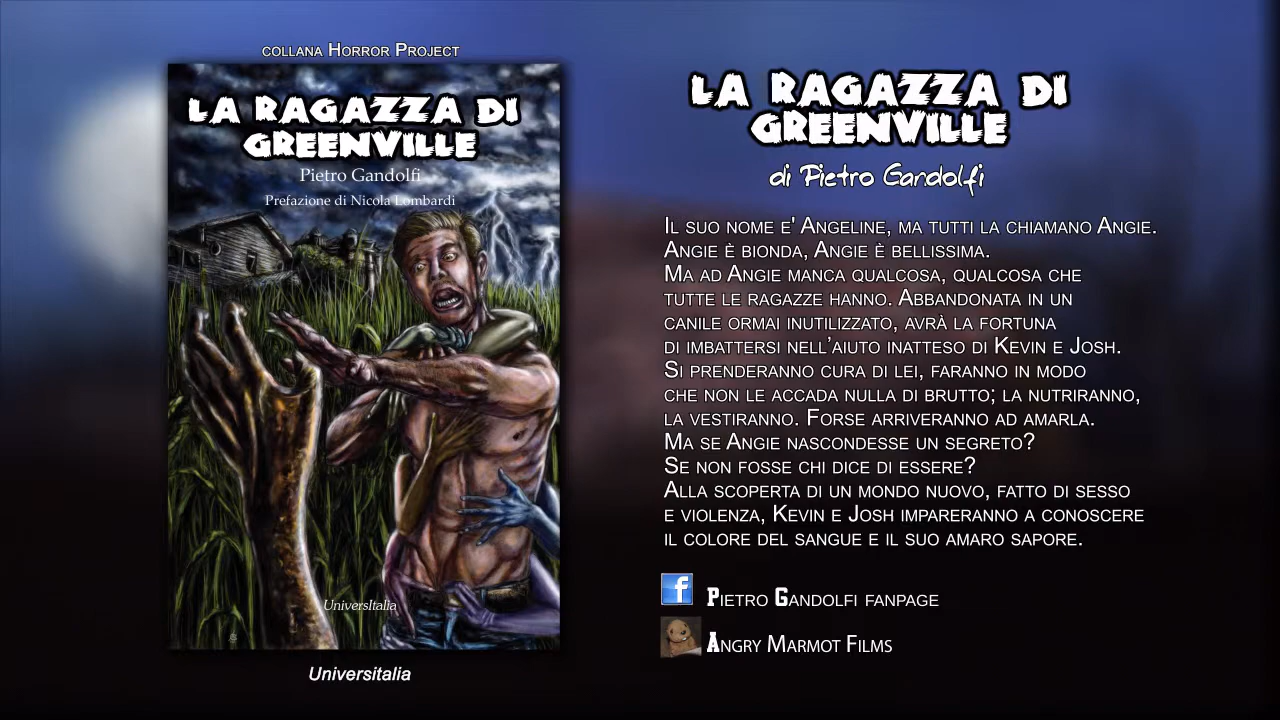 collana Horror Project
LA RAGAZZA DI
GREENVILLE
Pietro Gandolfi
Prefazione di Nicola Lombardi
UniversItalia
Universitalia
LA RAGAZZA DI
GREENVILLE
di Pietro Gandolfi
Il suo nome e' Angeline, ma tutti la chiamano Angie.
Angie è bionda, Angie è bellissima.
Ma ad Angie manca qualcosa, qualcosa che
tutte le ragazze hanno. Abbandonata in un
canile ormai inutilizzato, avrà la fortuna
di imbattersi nell'aiuto inatteso di Kevin e Josh.
Si prenderanno cura di lei, faranno in modo
che non le accada nulla di brutto; la nutriranno,
la vestiranno. Forse arriveranno ad amarla.
Ma se Angie nascondesse un segreto?
Se non fosse chi dice di essere?
Alla scoperta di un mondo nuovo, fatto di sesso
e violenza, Kevin e Josh impareranno a conoscere
il colore del sangue e il suo amaro sapore.
f Pietro Gandolfi fanpage
Angry Marmot Films